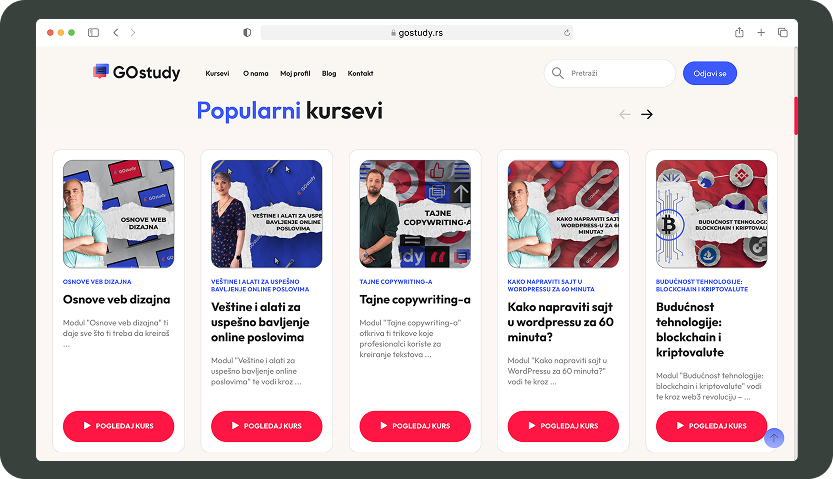 gostudy.rs
GOstudy
Kursevi O nama Moj profil Blog Kontakt
Pretraži
Odjavi se
Popularni kursevi
OSNOVE WEB
DIZAJNA
OSNOVE VEB DIZAJNA
Osnove veb dizajna
Modul "Osnove veb dizajna" ti
daje sve što ti treba da kreiraš
...
POGLEDAJ KURS
VEŠTINE I ALATI ZA USPE
BAVLJENJE ONLINE
POSLOVIMA
VEŠTINE I ALATI ZA USPEŠNO
BAVLJENJE ONLINE POSLOVIMA
Veštine i alati za
uspešno bavljenje
online poslovima
Modul "Veštine i alati za
uspešno bavljenje online
poslovima" te vodi kroz ...
POGLEDAJ KURS
TAJNE
COPYWRITING-A
TAJNE COPYWRITING-A
Tajne copywriting-a
Modul "Tajne copywriting-a"
otkriva ti trikove koje
profesionalci koriste za
kreiranje tekstova ...
POGLEDAJ KURS
KAKO NAPRAVITI SAJT
WORDPRESS-U ZA 60
MINUTA?
KAKO NAPRAVITI SAJT U
WORDPRESSU ZA 60 MINUTA
Kako napraviti sajt
u wordpressu za 60
minuta?
Modul "Kako napraviti sajt u
WordPressu za 60 minuta?"
vodi te kroz ...
POGLEDAJ KURS
BUDUĆNOST TEHNOLOGIJE
BLOCKCHAIN I KRIPTOVALU
BUDUĆNOST TEHNOLOGIJE:
BLOCKCHAIN I KRIPTOVALUTE
Budućnost
tehnologije:
blockchain i
kriptovalute
Modul "Budućnost tehnologije:
blockchain i kriptovalute" vodi
te kroz web3 revoluciju – ...
POGLEDAJ KURS